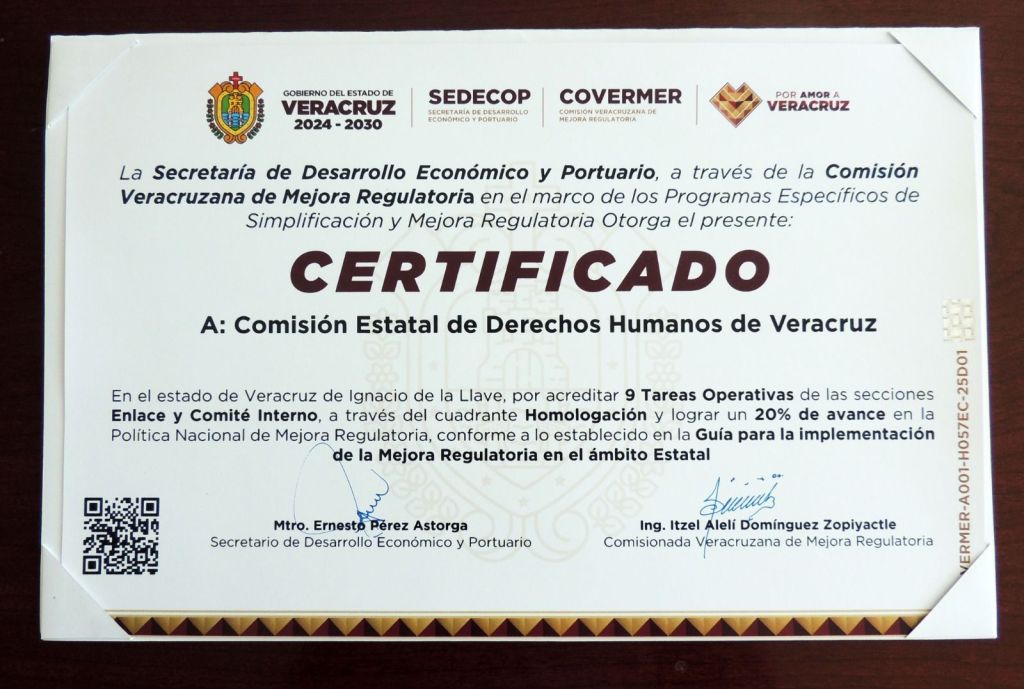 GOBIERNO DEL ESTADO DE
VERACRUZ
2024 - 2030
SEDECOP
SECRETARÍA DE DESARROLLO
ECONÓMICO Y PORTUARIO
COVERMER
COMISIÓN VERACRUZANA DE
MEJORA REGULATORIA
POR AMOR A
VERACRUZ
La Secretaría de Desarrollo Económico y Portuario, a través de la Comisión
Veracruzana de Mejora Regulatoria en el marco de los Programas Específicos de
Simplificación y Mejora Regulatoria Otorga el presente:
CERTIFICADO
A: Comisión Estatal de Derechos Humanos de Veracruz
En el estado de Veracruz de Ignacio de la Llave, por acreditar 9 Tareas Operativas de las secciones
Enlace y Comité Interno, a través del cuadrante Homologación y lograr un 20% de avance en la
Política Nacional de Mejora Regulatoria, conforme a lo establecido en la Guía para la implementación
de la Mejora Regulatoria en el ámbito Estatal
Mtro. Ernesto Pérez Astorga
Secretario de Desarrollo Económico y Portuario
Ing. Itzel Alelí Domínguez Zopiyactle
Comisionada Veracruzana de Mejora Regulatoria
VERMER-A001-H057EC-25D01